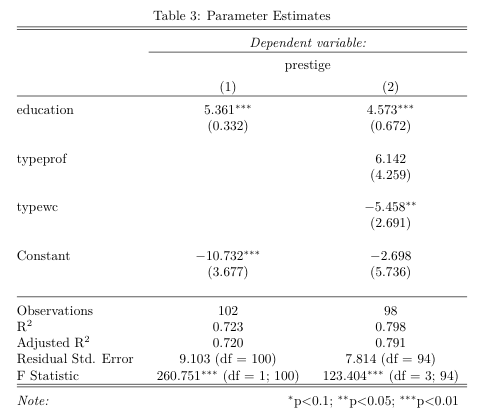 Table 3: Parameter Estimates
Dependent variable:
prestige
(1) (2)
education 5.361*** 4.573***
(0.332) (0.672)
typeprof 6.142
(4.259)
typewc −5.458**
(2.691)
Constant −10.732*** −2.698
(3.677) (5.736)
Observations 102 98
R² 0.723 0.798
Adjusted R² 0.720 0.791
Residual Std. Error 9.103 (df = 100) 7.814 (df = 94)
F Statistic 260.751*** (df = 1; 100) 123.404*** (df = 3; 94)
Note: *p<0.1; **p<0.05; ***p<0.01